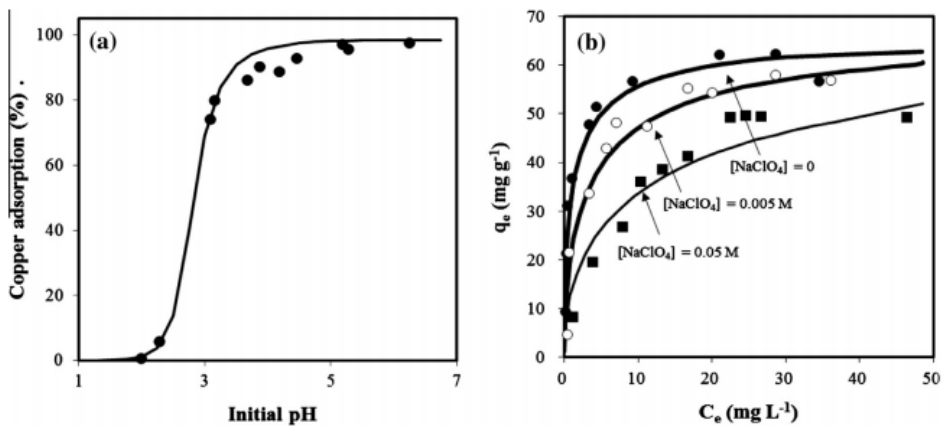 (a)
Copper adsorption (%) .
100
80
60
40
20
0
1
3
5
7
Initial pH
(b)
qₑ (mg g⁻¹)
70
60
50
40
30
20
10
0
[NaClO₄] = 0
[NaClO₄] = 0.005 M
[NaClO₄] = 0.05 M
0
10
20
30
40
50
Cₑ (mg L⁻¹)